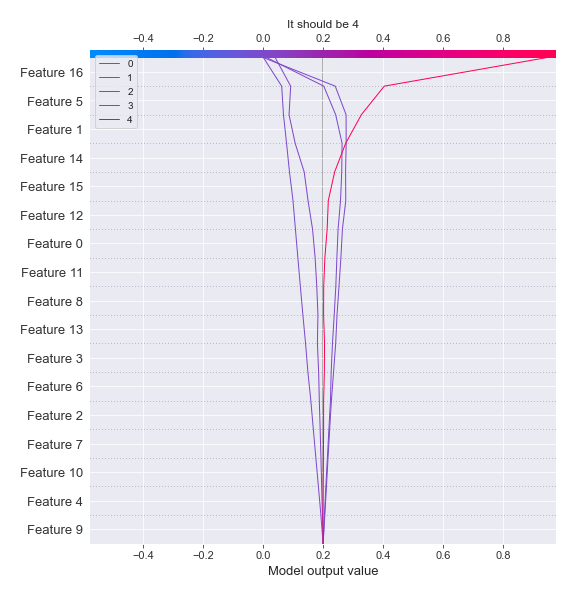 It should be 4
−0.4 −0.2 0.0 0.2 0.4 0.6 0.8
0
1
2
3
4
Feature 16
Feature 5
Feature 1
Feature 14
Feature 15
Feature 12
Feature 0
Feature 11
Feature 8
Feature 13
Feature 3
Feature 6
Feature 2
Feature 7
Feature 10
Feature 4
Feature 9
−0.4 −0.2 0.0 0.2 0.4 0.6 0.8
Model output value